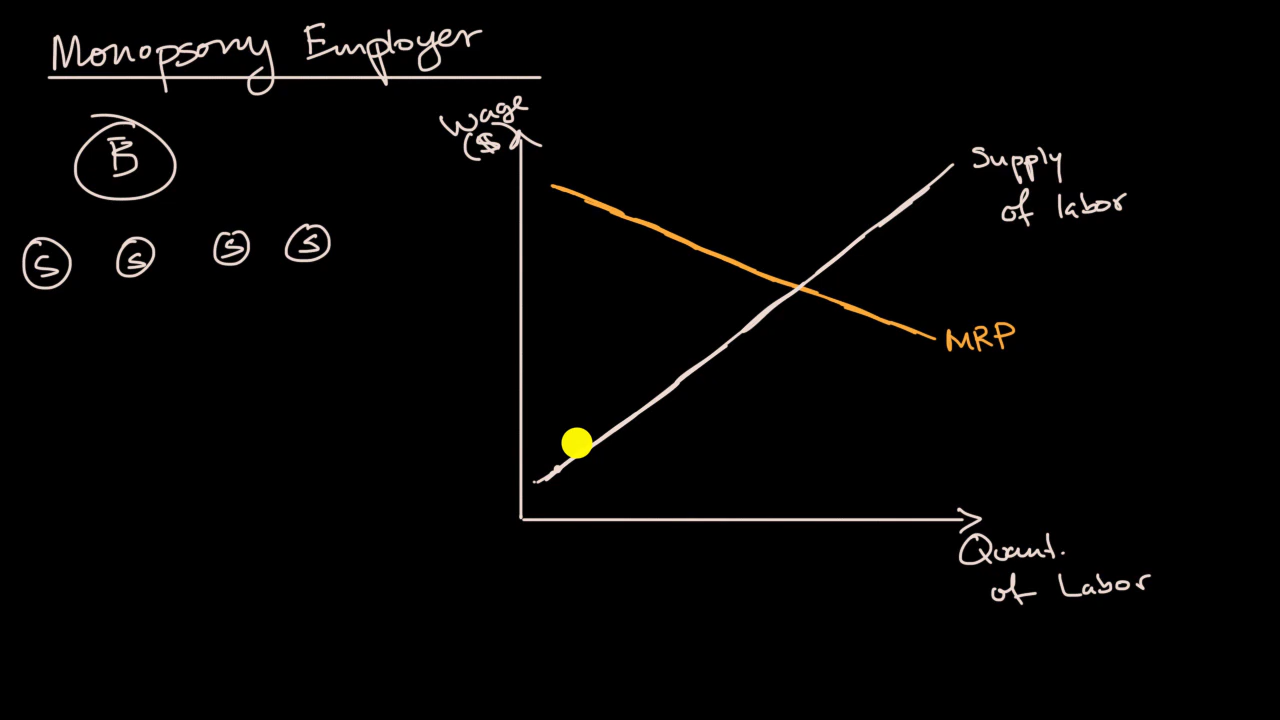 Monopsony Employer
B
S S S S
Wage
($)
Supply
of labor
MRP
Quant.
of Labor